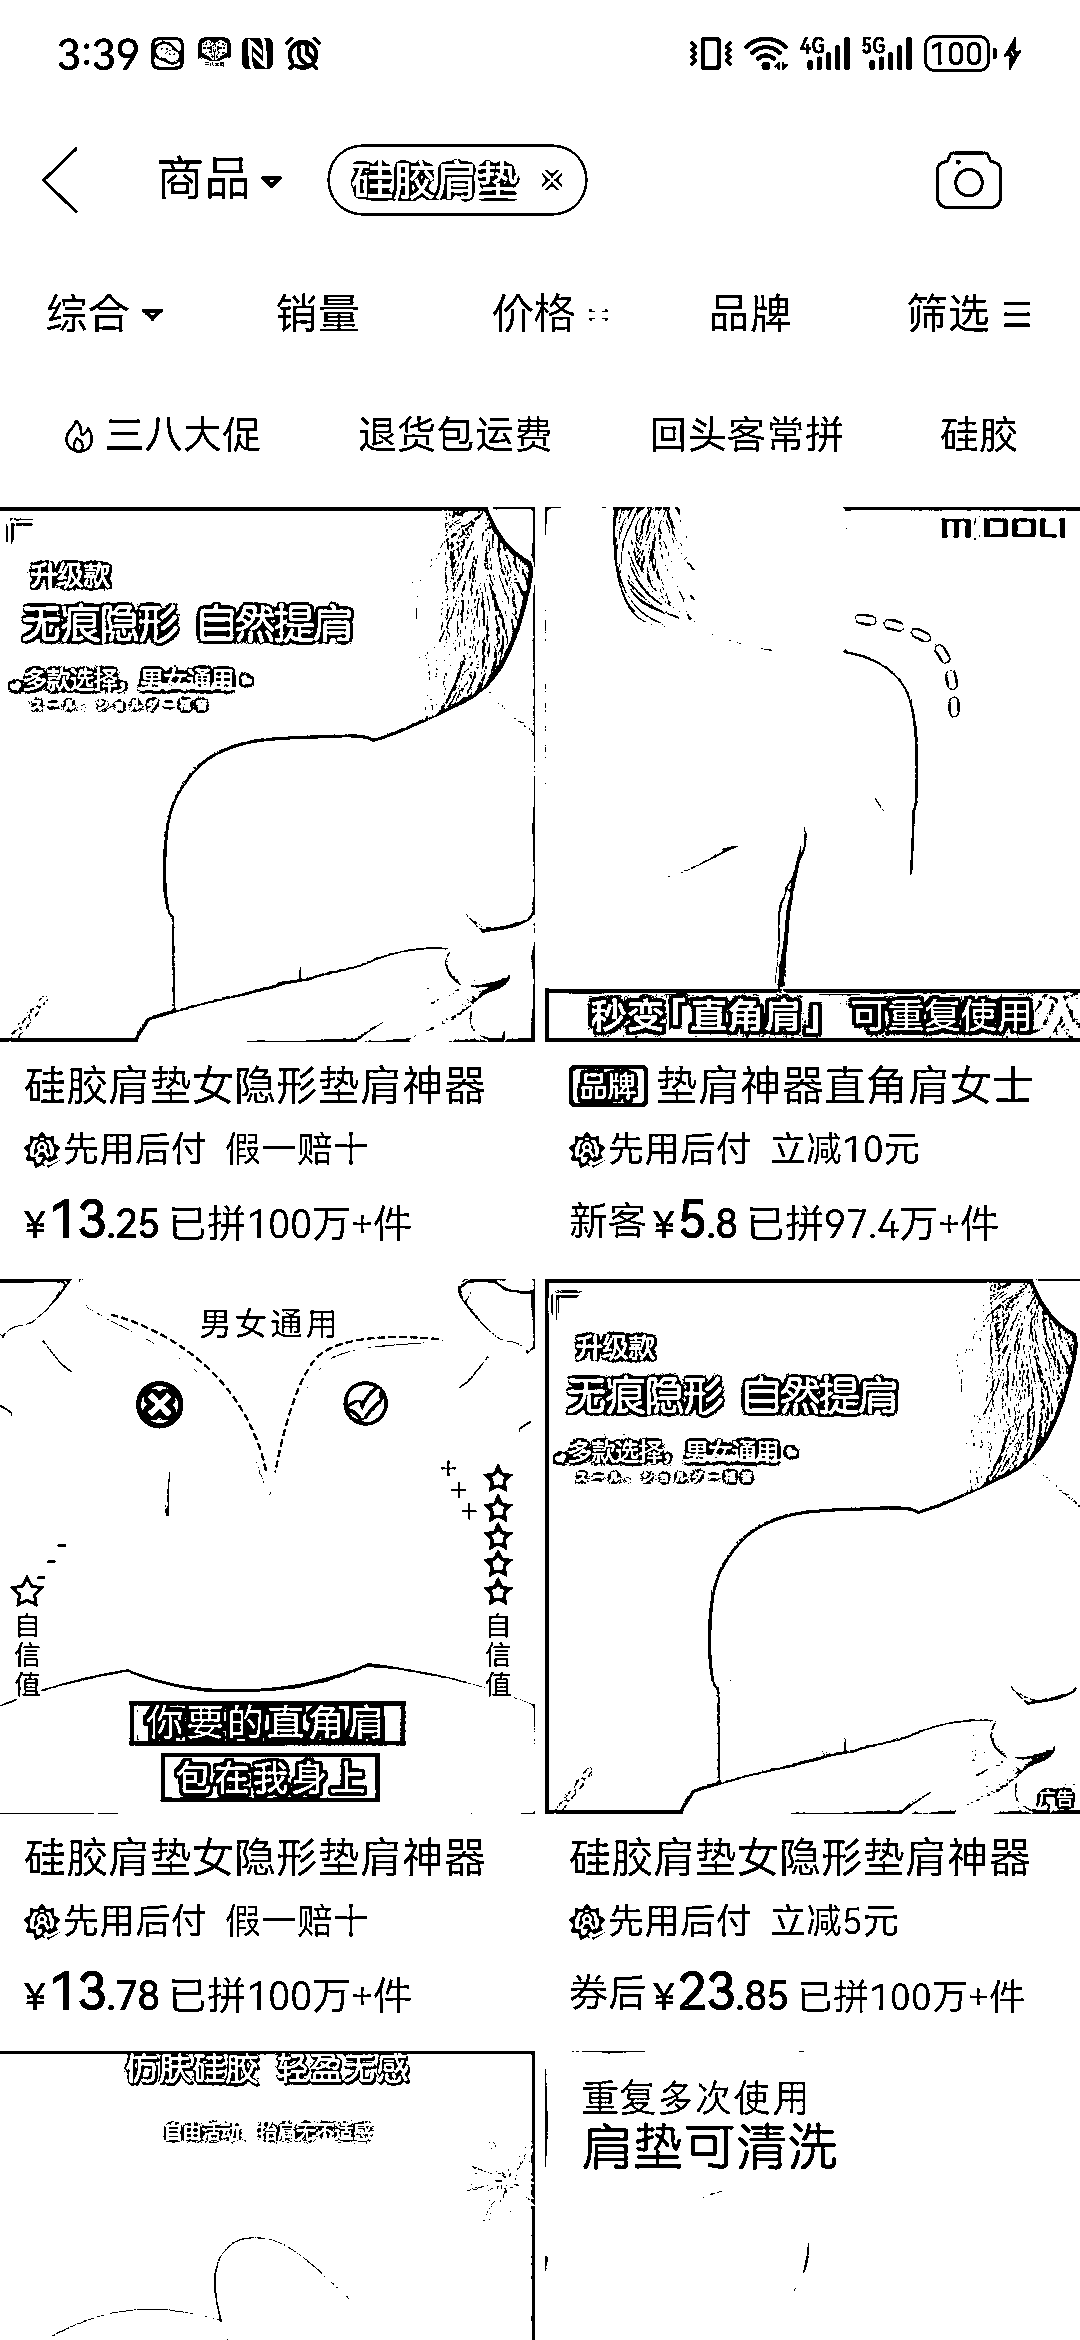 3:39
4G 5G 100
商品 硅胶肩垫
综合 销量 价格 品牌 筛选
三八大促 退货包运费 回头客常拼 硅胶
升级款
无痕隐形 自然提肩
多款选择，男女通用
硅胶肩垫女隐形垫肩神器
先用后付 假一赔十
¥13.25 已拼100万+件
秒变「直角肩」 可重复使用
品牌 垫肩神器直角肩女士
先用后付 立减10元
新客¥5.8 已拼97.4万+件
男女通用
自信值
自信值
你要的直角肩
包在我身上
硅胶肩垫女隐形垫肩神器
先用后付 假一赔十
¥13.78 已拼100万+件
升级款
无痕隐形 自然提肩
多款选择，男女通用
广告
硅胶肩垫女隐形垫肩神器
先用后付 立减5元
券后¥23.85 已拼100万+件
仿肤硅胶 轻盈无感
自由活动、抬肩无不适感
重复多次使用
肩垫可清洗